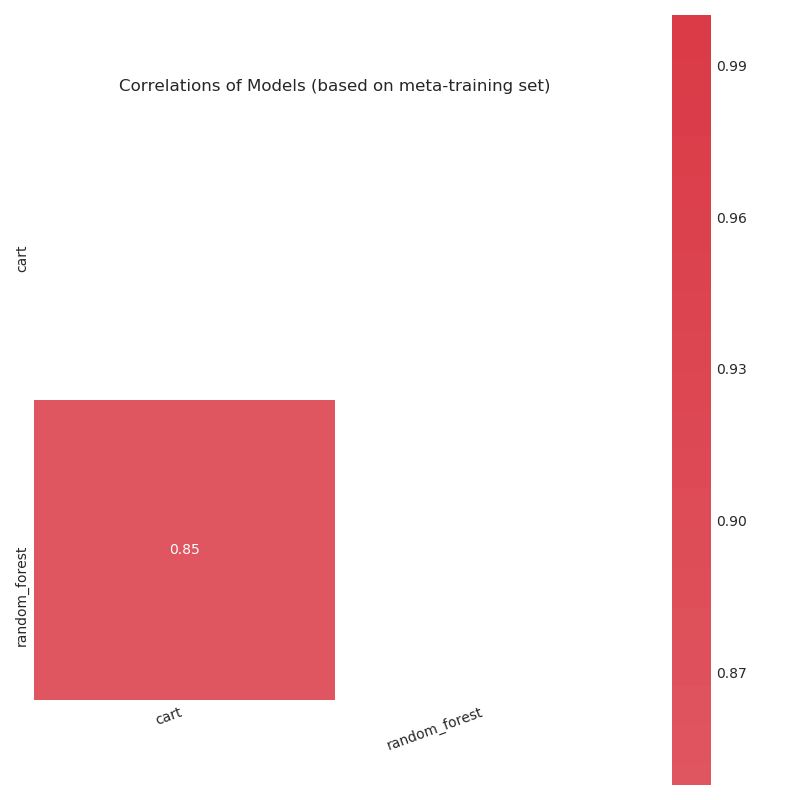 Correlations of Models (based on meta-training set)
cart
random_forest
0.85
cart
random_forest
0.99
0.96
0.93
0.90
0.87